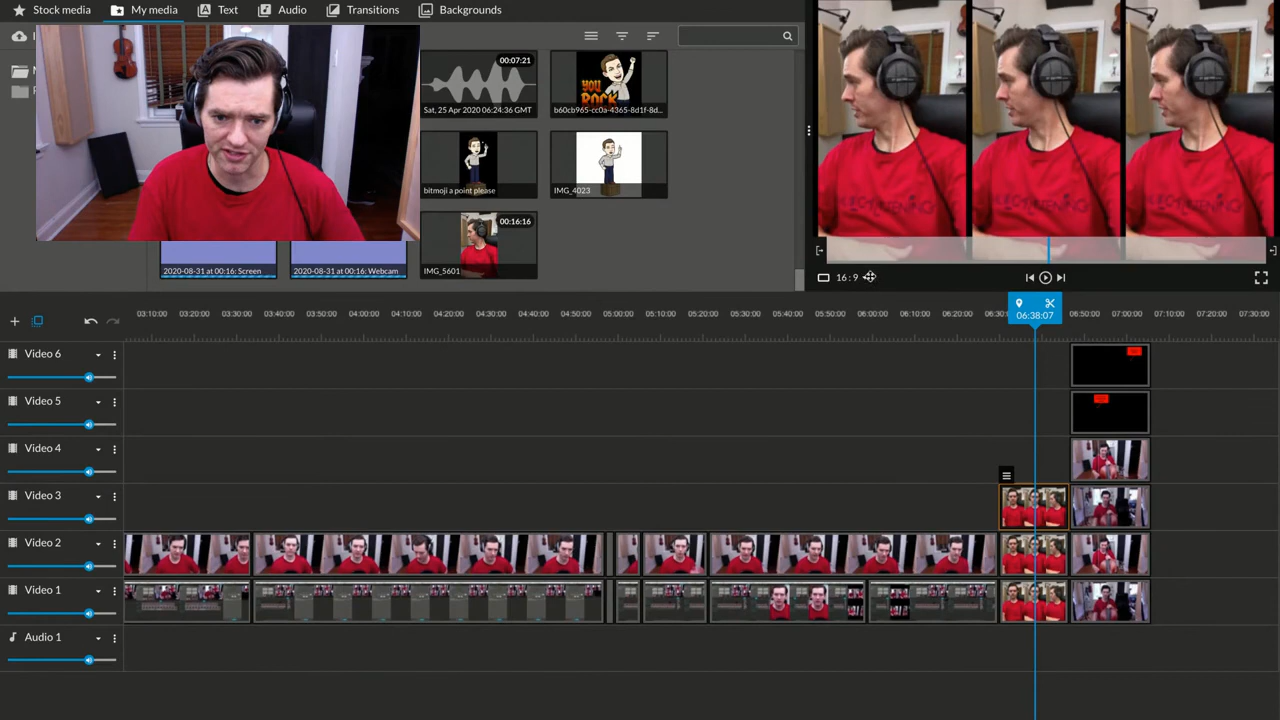 Stock media
My media
Text
Audio
Transitions
Backgrounds
00:07:21
Sat, 25 Apr 2020 06:24:36 GMT
YOU
ROCK
b60cb965-cc0a-4365-8d1f-8d...
bitmoji a point please
IMG_4023
00:16:16
2020-08-31 at 00:16: Screen
2020-08-31 at 00:16: Webcam
IMG_5601
16:9
03:10:00 03:20:00 03:30:00 03:40:00 03:50:00 04:00:00 04:10:00 04:20:00 04:30:00 04:40:00 04:50:00 05:00:00 05:10:00 05:20:00 05:30:00 05:40:00 05:50:00 06:00:00 06:10:00 06:20:00 06:50:00 07:00:00 07:10:00 07:20:00 07:30:00
06:38:07
Video 6
Video 5
Video 4
Video 3
Video 2
Video 1
Audio 1